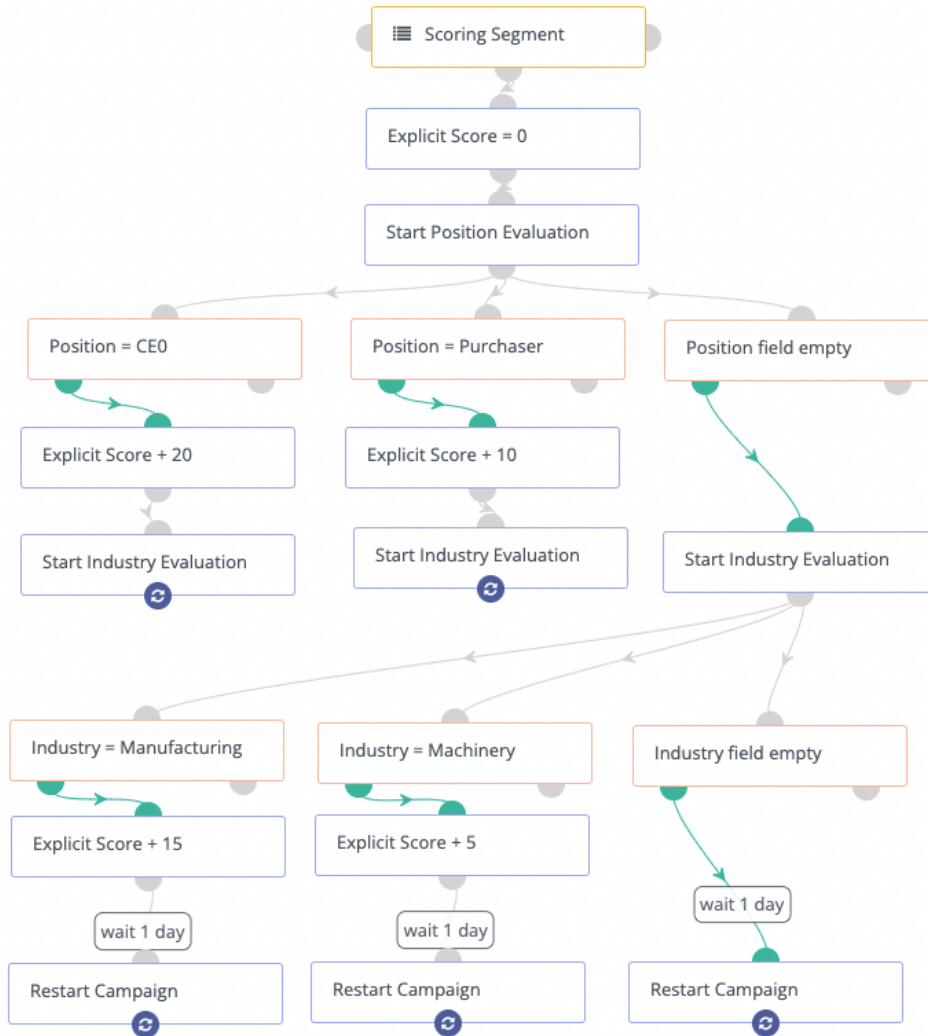 Scoring Segment
Explicit Score = 0
Start Position Evaluation
Position = CE0
Position = Purchaser
Position field empty
Explicit Score + 20
Explicit Score + 10
Start Industry Evaluation
Start Industry Evaluation
Start Industry Evaluation
Industry = Manufacturing
Industry = Machinery
Industry field empty
Explicit Score + 15
Explicit Score + 5
wait 1 day
wait 1 day
wait 1 day
Restart Campaign
Restart Campaign
Restart Campaign